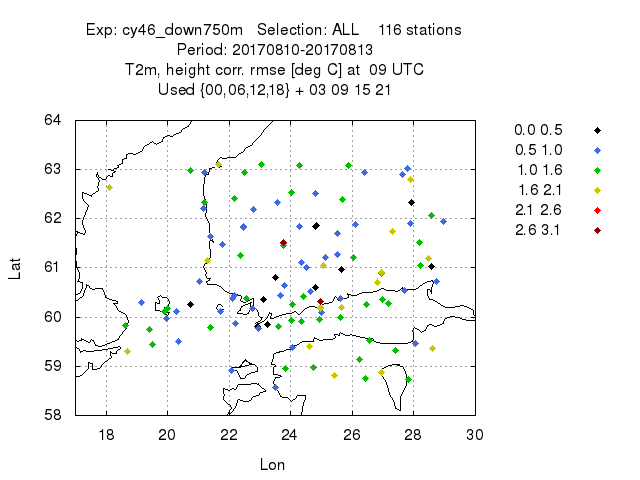 Exp: cy46_down750m Selection: ALL 116 stations
Period: 20170810-20170813
T2m, height corr. rmse [deg C] at 09 UTC
Used {00,06,12,18} + 03 09 15 21
64
63
62
61
60
59
58
Lat
18 20 22 24 26 28 30
Lon
0.0 0.5
0.5 1.0
1.0 1.6
1.6 2.1
2.1 2.6
2.6 3.1